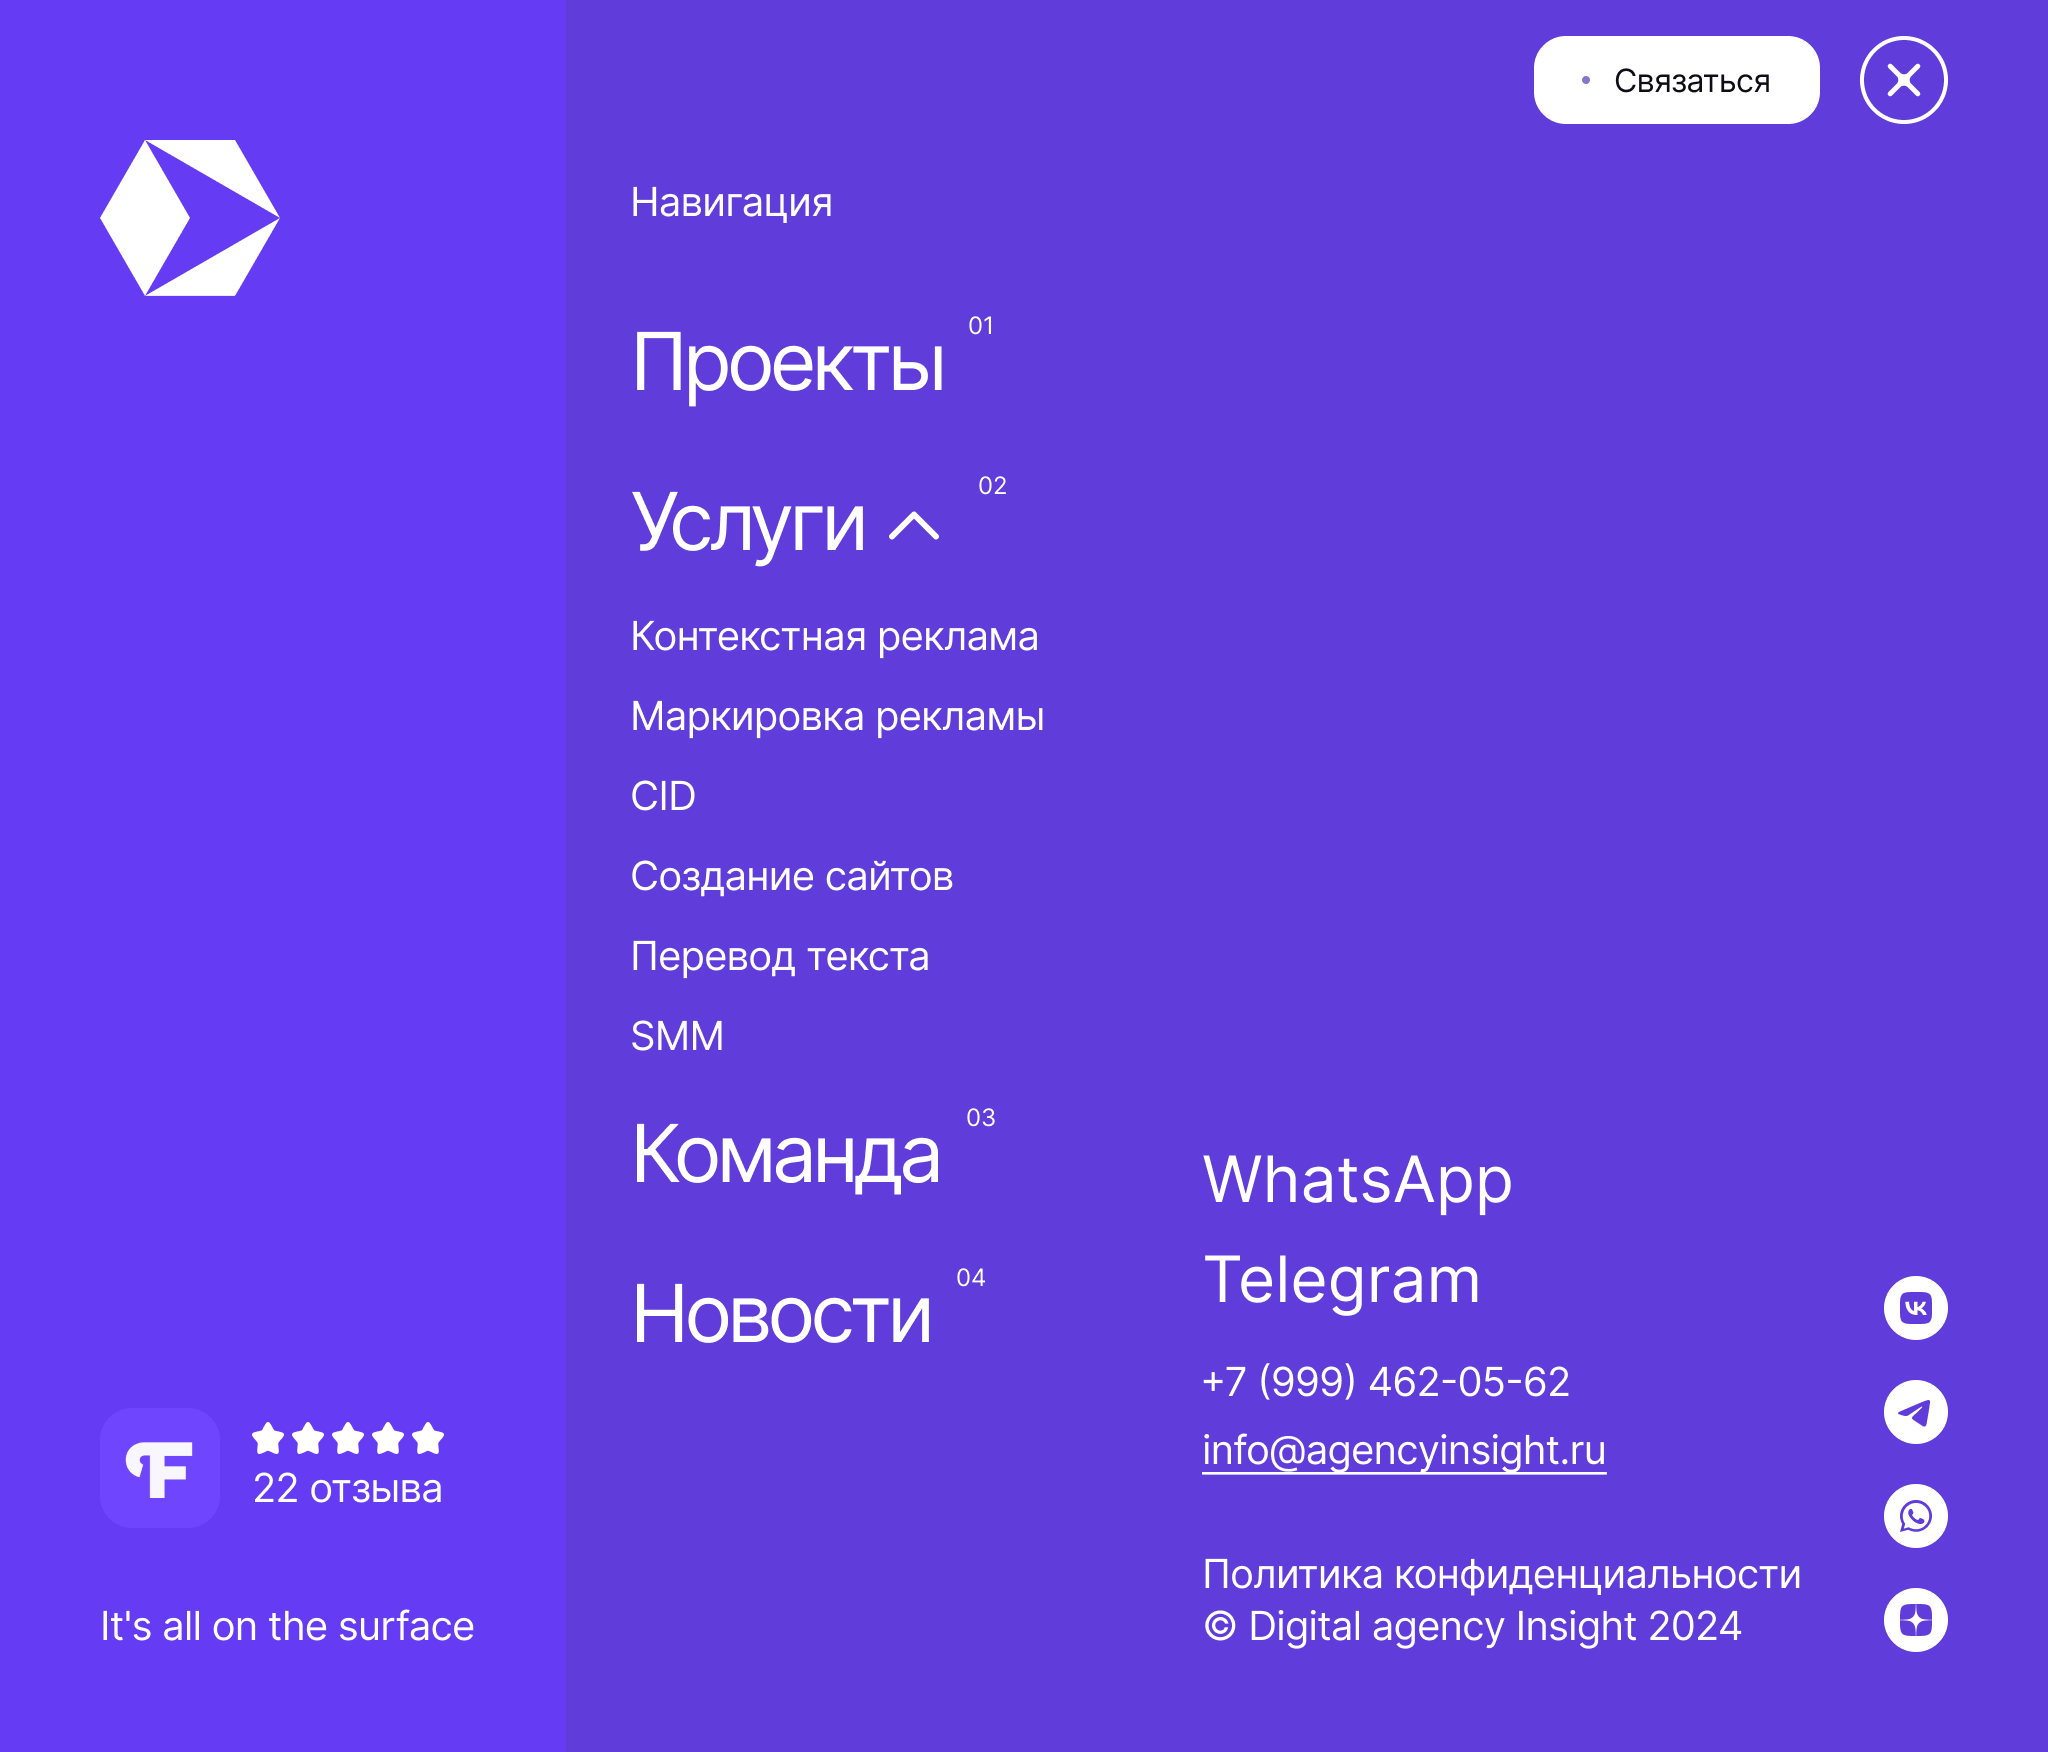 Связаться
Навигация
Проекты 01
Услуги 02
Контекстная реклама
Маркировка рекламы
CID
Создание сайтов
Перевод текста
SMM
Команда 03
Новости 04
WhatsApp
Telegram
+7 (999) 462-05-62
info@agencyinsight.ru
Политика конфиденциальности
© Digital agency Insight 2024
22 отзыва
It's all on the surface